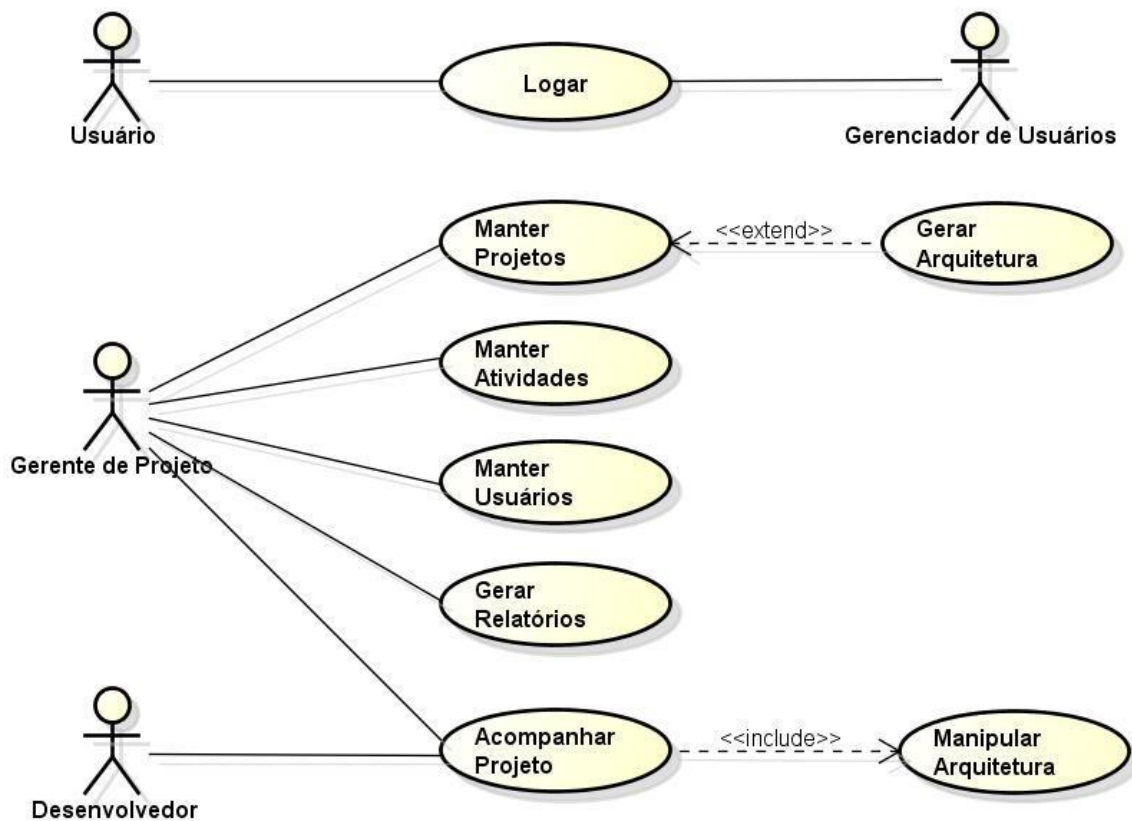 Logar
Usuário
Gerenciador de Usuários
Manter
Projetos
<<extend>>
Gerar
Arquitetura
Manter
Atividades
Gerente de Projeto
Manter
Usuários
Gerar
Relatórios
Acompanhar
Projeto
<<include>>
Manipular
Arquitetura
Desenvolvedor